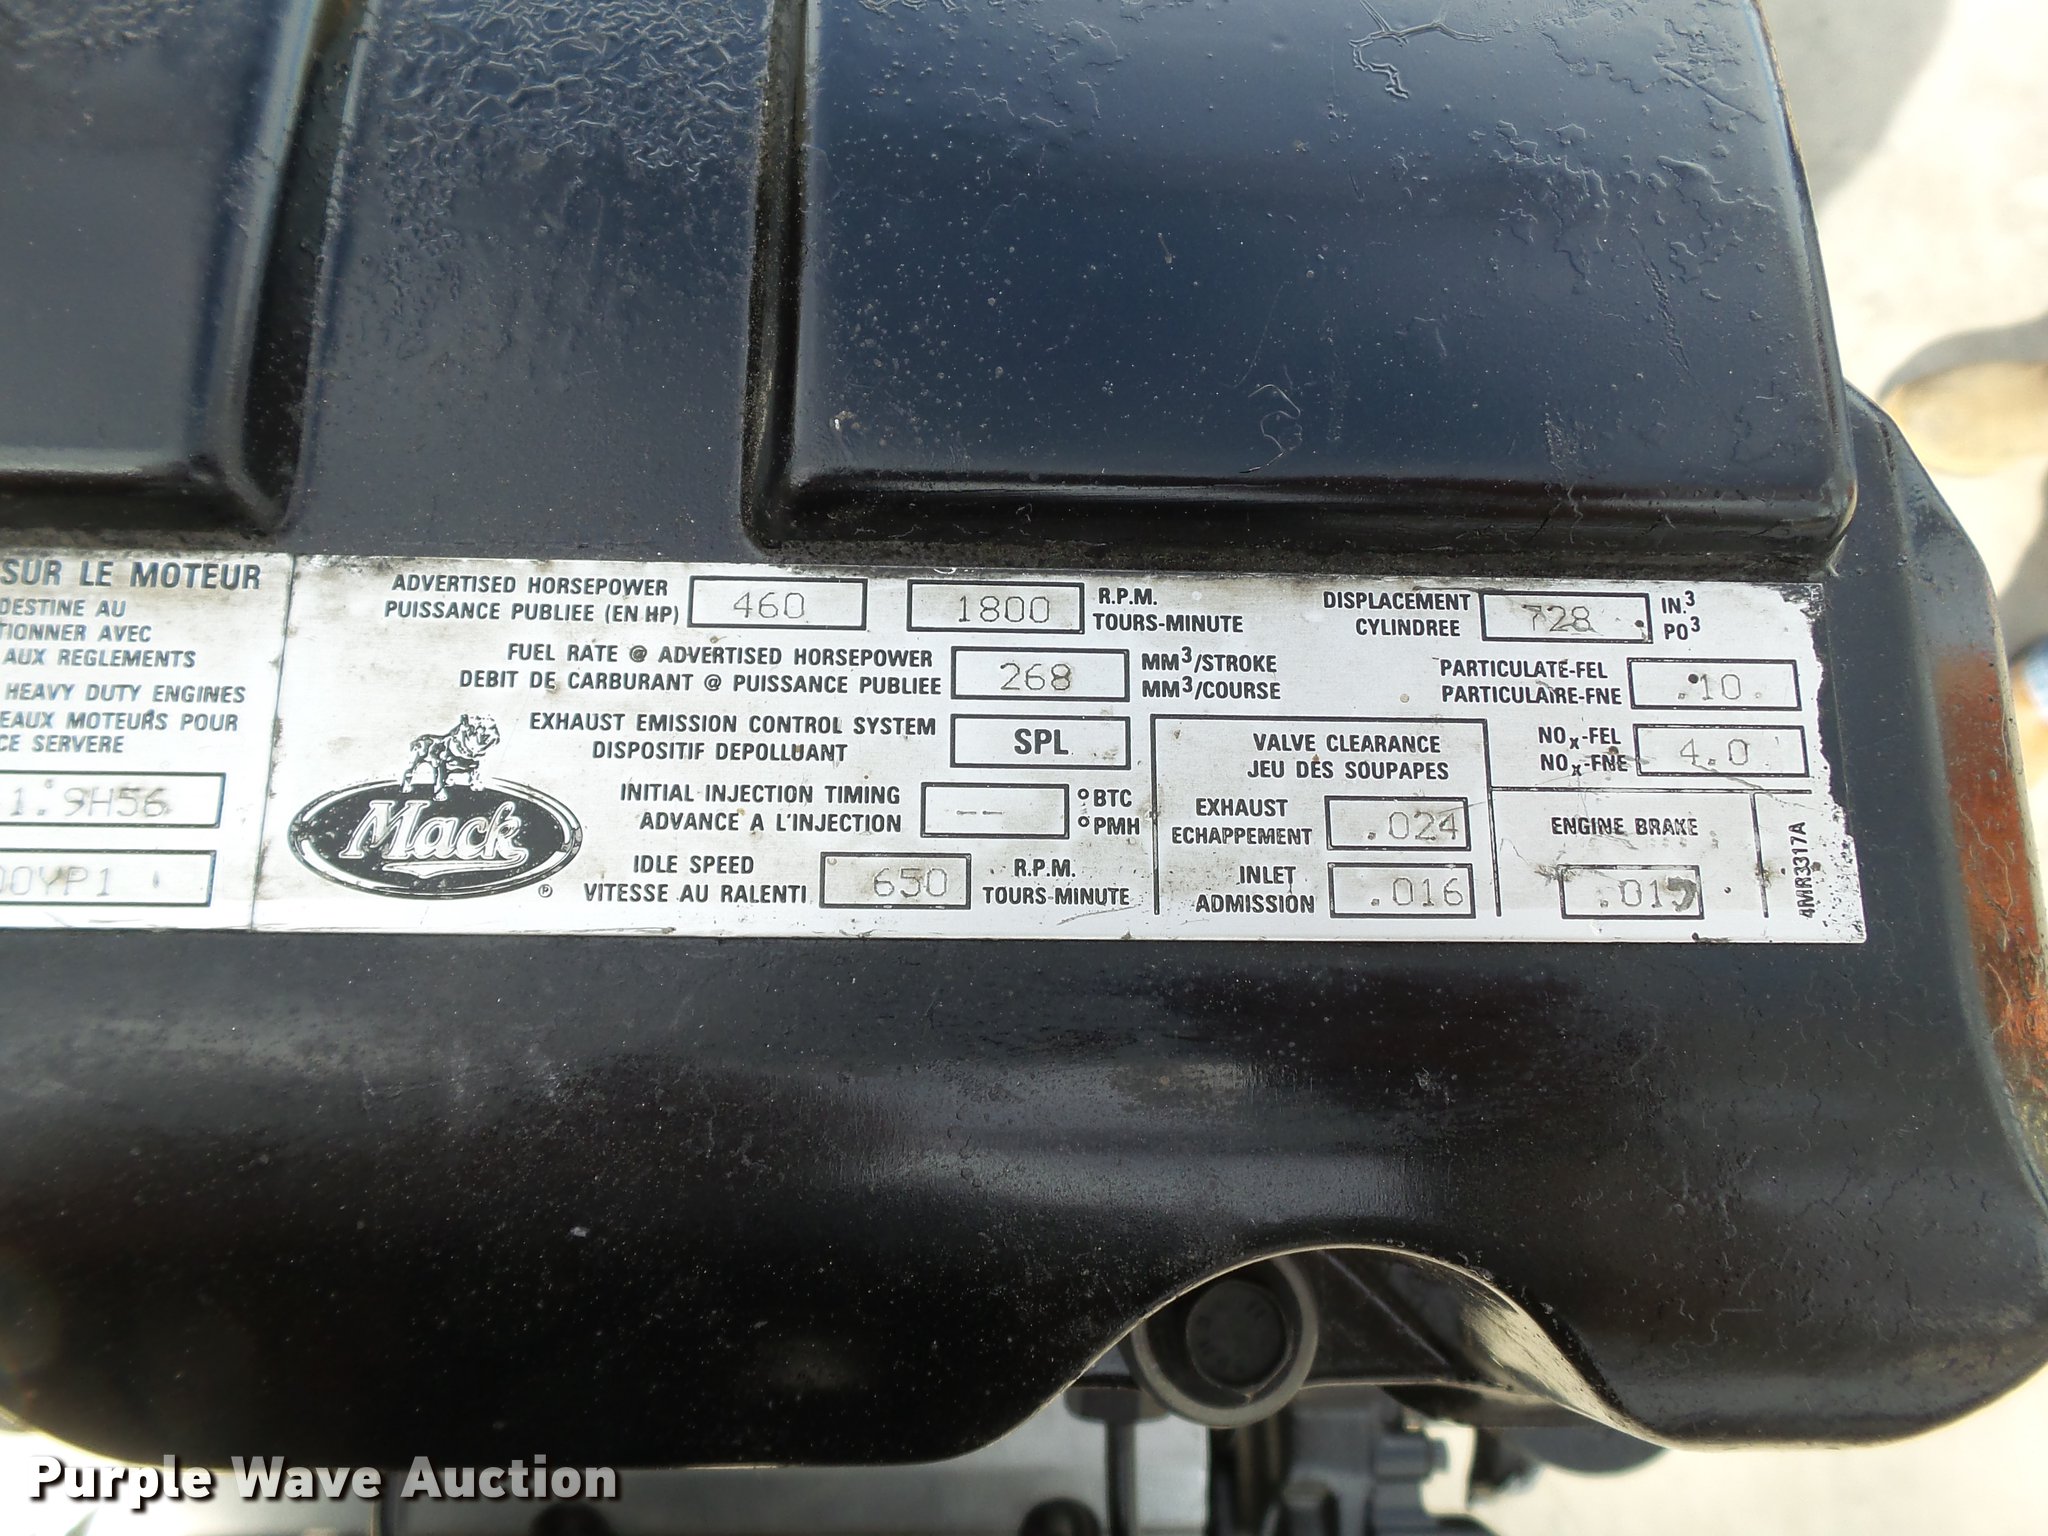 SUR LE MOTEUR
DESTINE AU
TIONNER AVEC
AUX REGLEMENTS
HEAVY DUTY ENGINES
EAUX MOTEURS POUR
CE SERVERE
1.9H56
00YP1
ADVERTISED HORSEPOWER
PUISSANCE PUBLIEE (EN HP)
460
1800
R.P.M.
TOURS-MINUTE
DISPLACEMENT
CYLINDREE
728
IN.³
PO³
FUEL RATE @ ADVERTISED HORSEPOWER
DEBIT DE CARBURANT @ PUISSANCE PUBLIEE
268
MM³/STROKE
MM³/COURSE
PARTICULATE-FEL
PARTICULAIRE-FNE
.10
EXHAUST EMISSION CONTROL SYSTEM
DISPOSITIF DEPOLLUANT
SPL
NOx-FEL
NOx-FNE
4.0
Mack
INITIAL INJECTION TIMING
ADVANCE A L'INJECTION
--
°BTC
°PMH
IDLE SPEED
VITESSE AU RALENTI
650
R.P.M.
TOURS-MINUTE
VALVE CLEARANCE
JEU DES SOUPAPES
EXHAUST
ECHAPPEMENT
.024
INLET
ADMISSION
.016
ENGINE BRAKE
4MR3317A
Purple Wave Auction